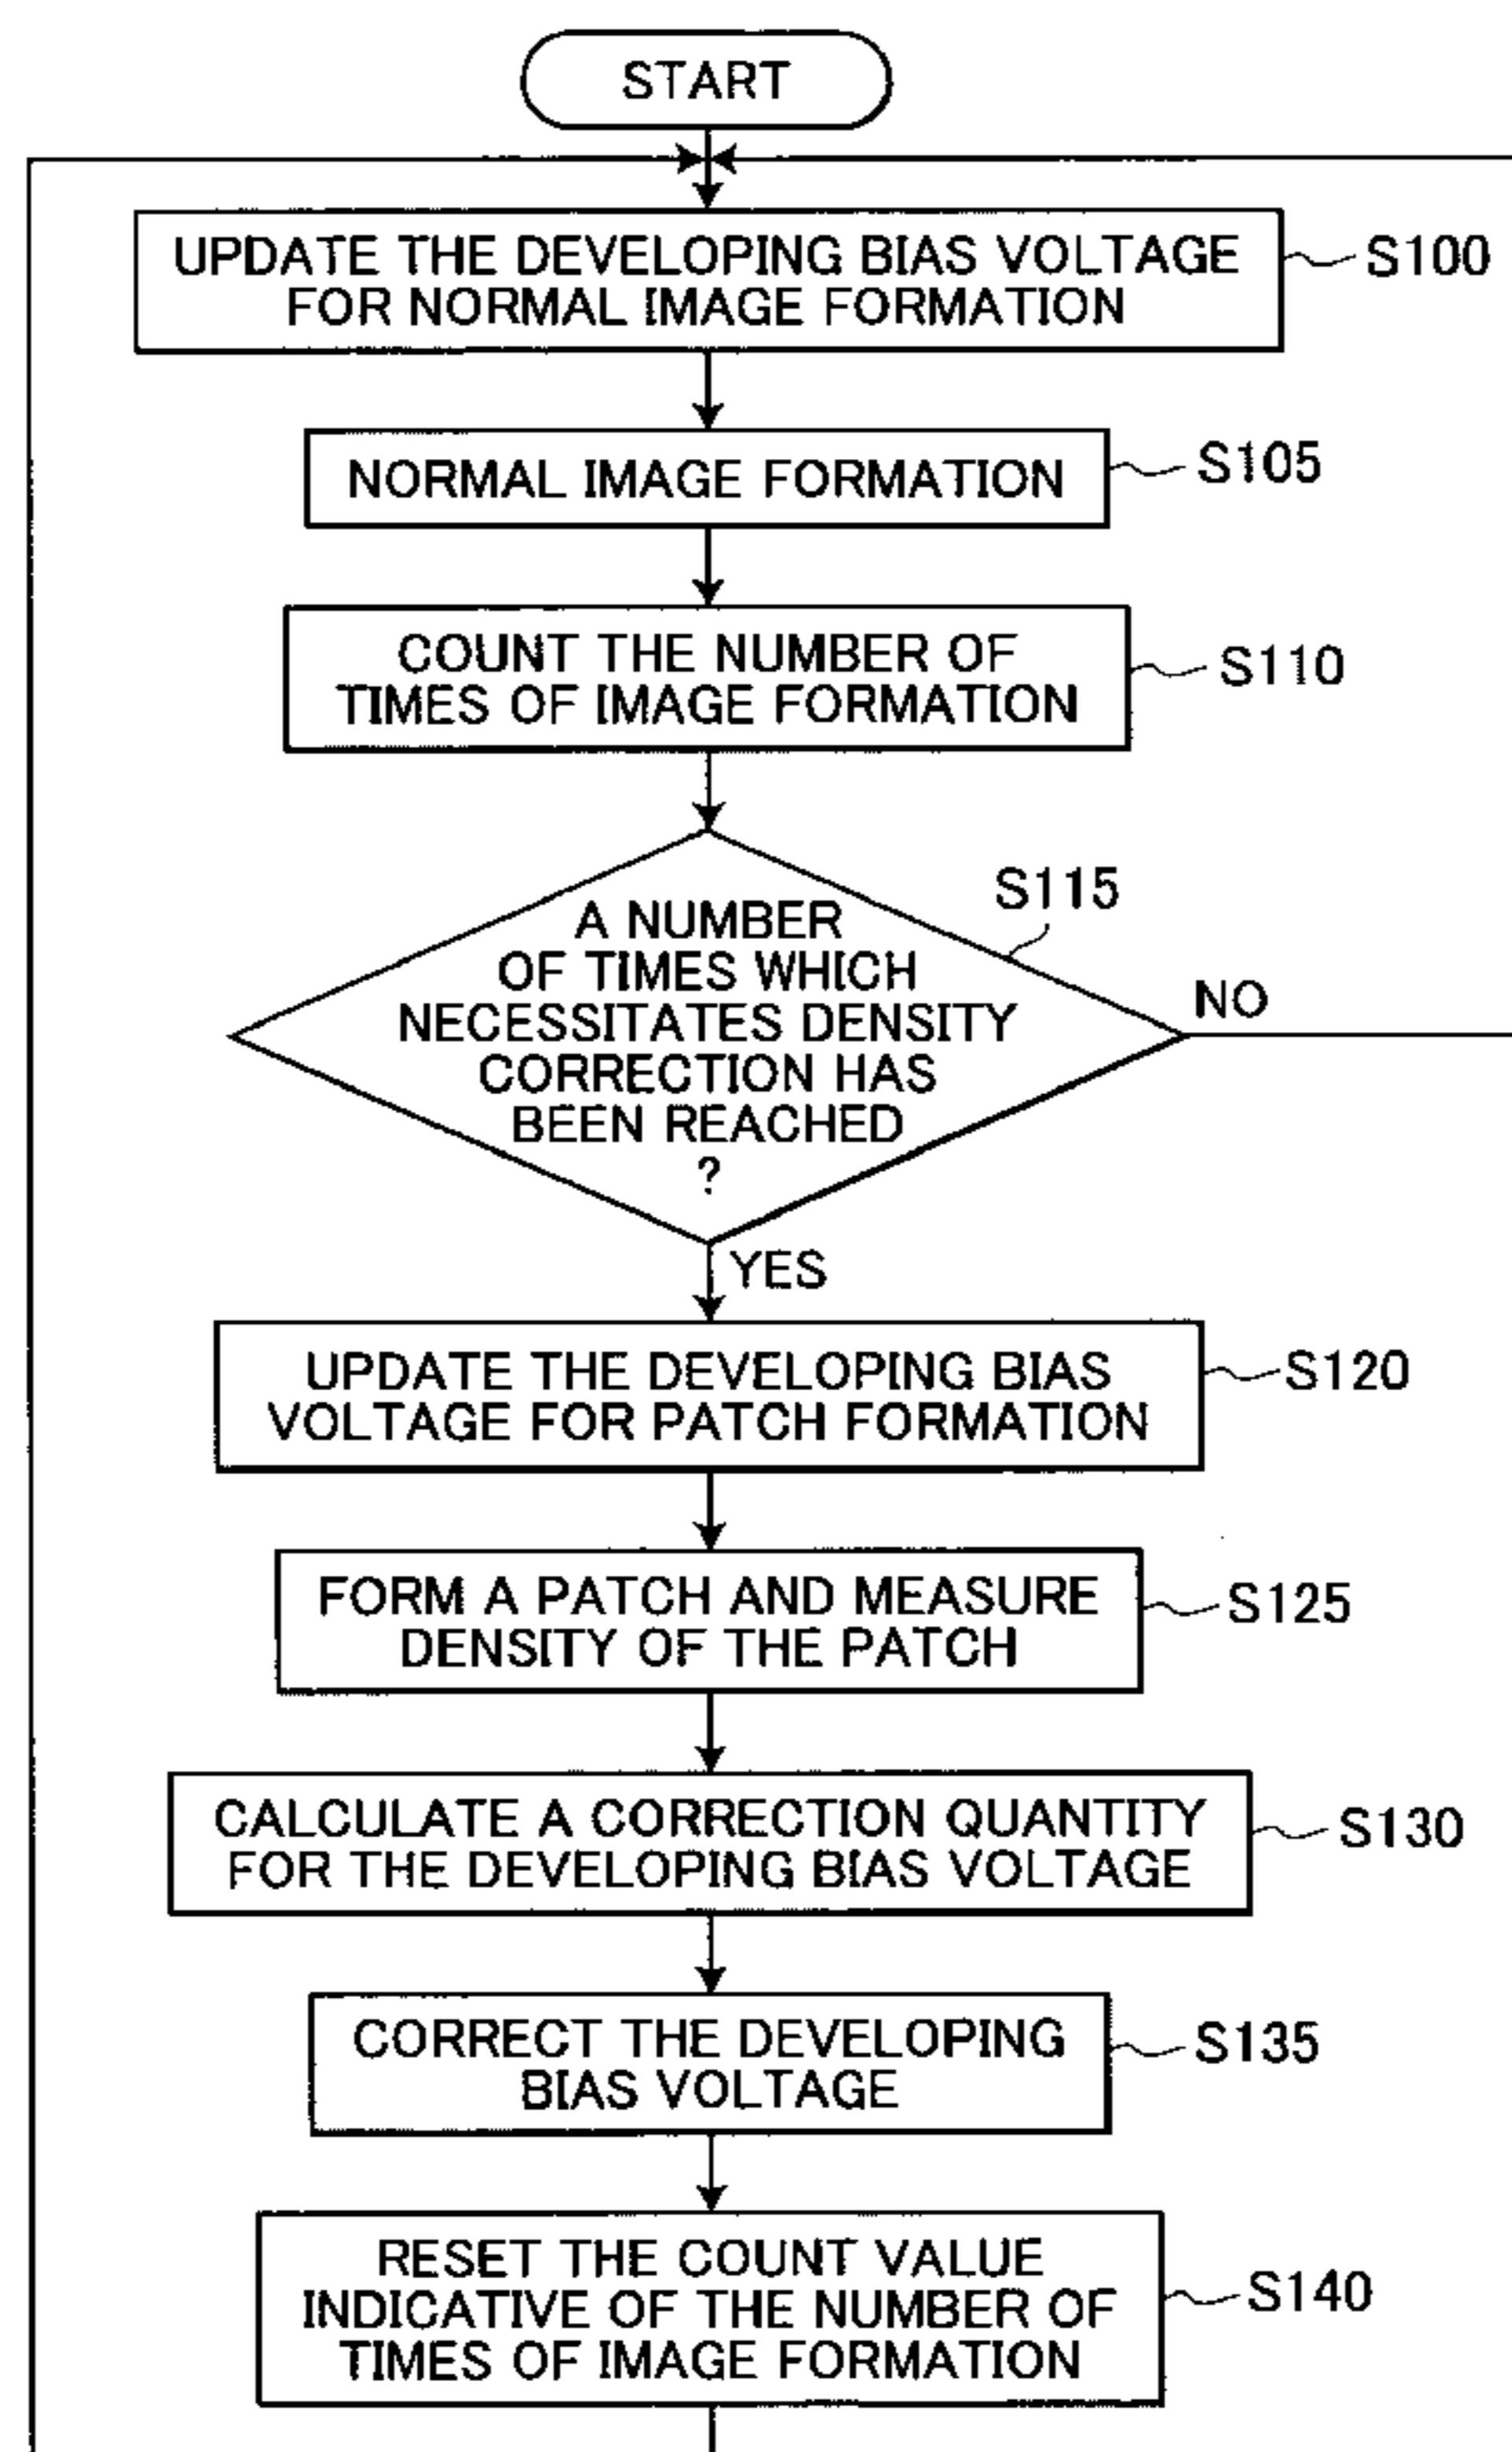 START
UPDATE THE DEVELOPING BIAS VOLTAGE
FOR NORMAL IMAGE FORMATION
S100
NORMAL IMAGE FORMATION
S105
COUNT THE NUMBER OF
TIMES OF IMAGE FORMATION
S110
A NUMBER
OF TIMES WHICH
NECESSITATES DENSITY
CORRECTION HAS
BEEN REACHED
?
S115
NO
YES
UPDATE THE DEVELOPING BIAS
VOLTAGE FOR PATCH FORMATION
S120
FORM A PATCH AND MEASURE
DENSITY OF THE PATCH
S125
CALCULATE A CORRECTION QUANTITY
FOR THE DEVELOPING BIAS VOLTAGE
S130
CORRECT THE DEVELOPING
BIAS VOLTAGE
S135
RESET THE COUNT VALUE
INDICATIVE OF THE NUMBER OF
TIMES OF IMAGE FORMATION
S140